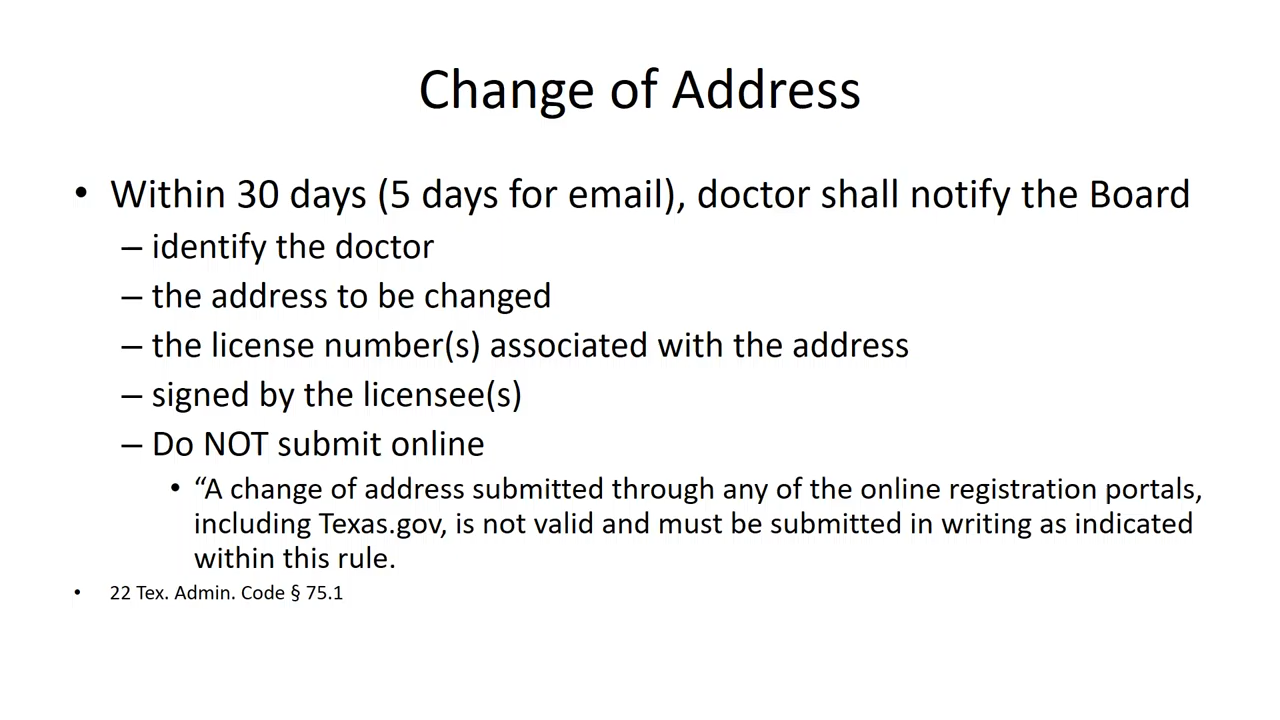 Change of Address
• Within 30 days (5 days for email), doctor shall notify the Board
– identify the doctor
– the address to be changed
– the license number(s) associated with the address
– signed by the licensee(s)
– Do NOT submit online
• “A change of address submitted through any of the online registration portals,
including Texas.gov, is not valid and must be submitted in writing as indicated
within this rule.
• 22 Tex. Admin. Code § 75.1